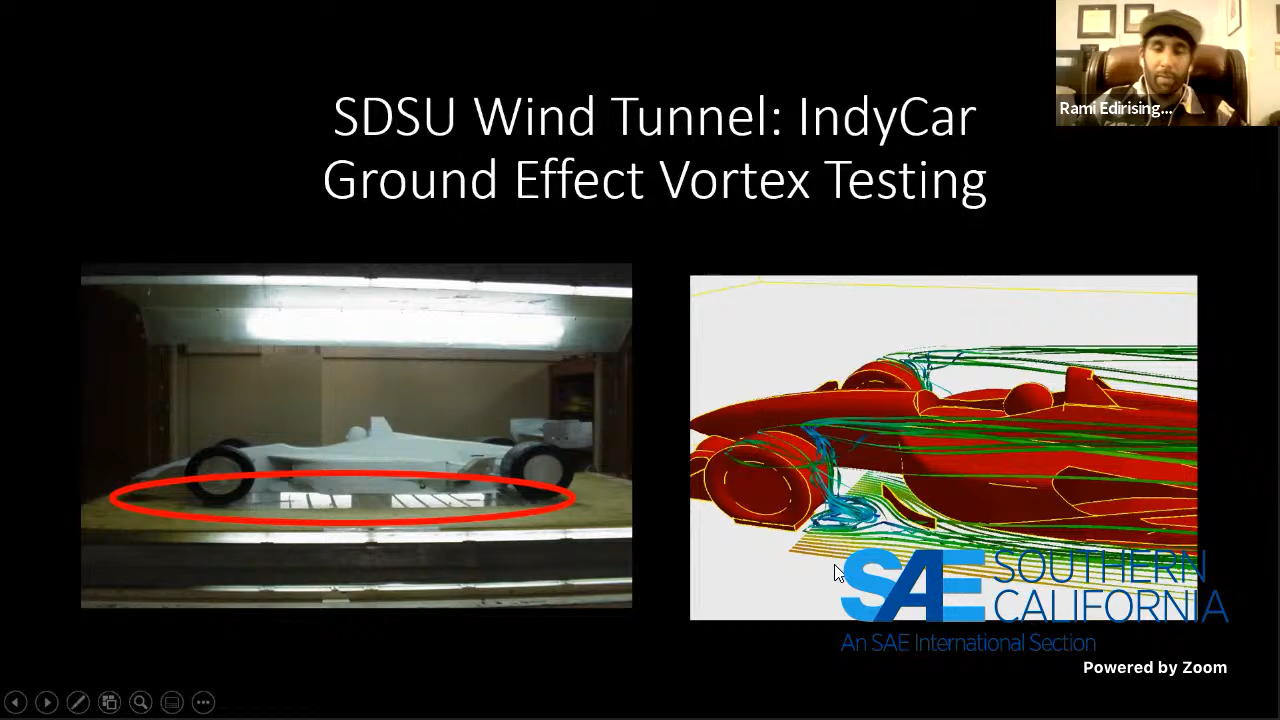 SDSU Wind Tunnel: IndyCar
Ground Effect Vortex Testing
Rami Edirising...
SAE SOUTHERN
CALIFORNIA
An SAE International Section
Powered by Zoom